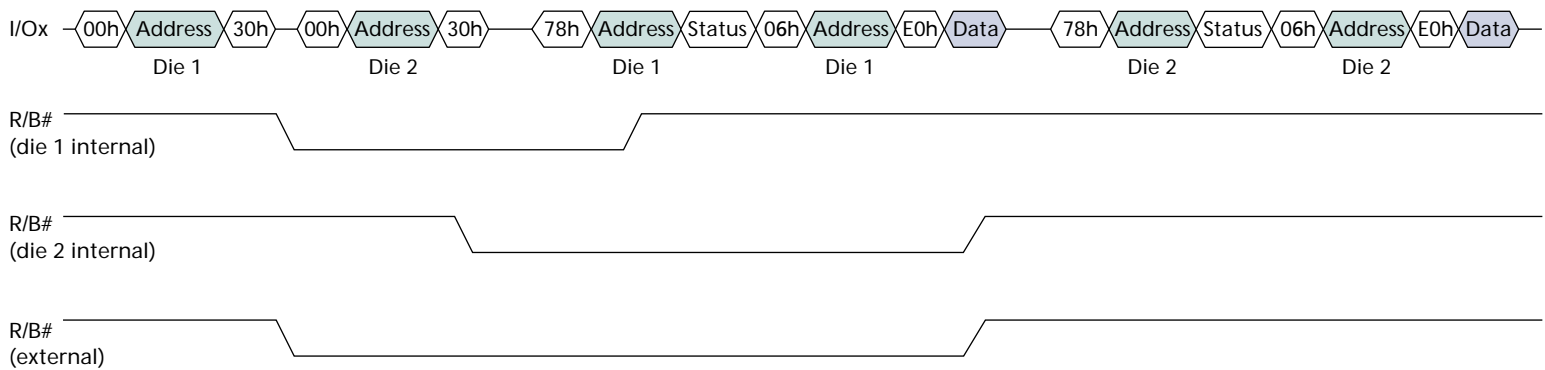 I/Ox 00h Address 30h 00h Address 30h 78h Address Status 06h Address E0h Data 78h Address Status 06h Address E0h Data
Die 1 Die 2 Die 1 Die 1 Die 2 Die 2
R/B#
(die 1 internal)
R/B#
(die 2 internal)
R/B#
(external)